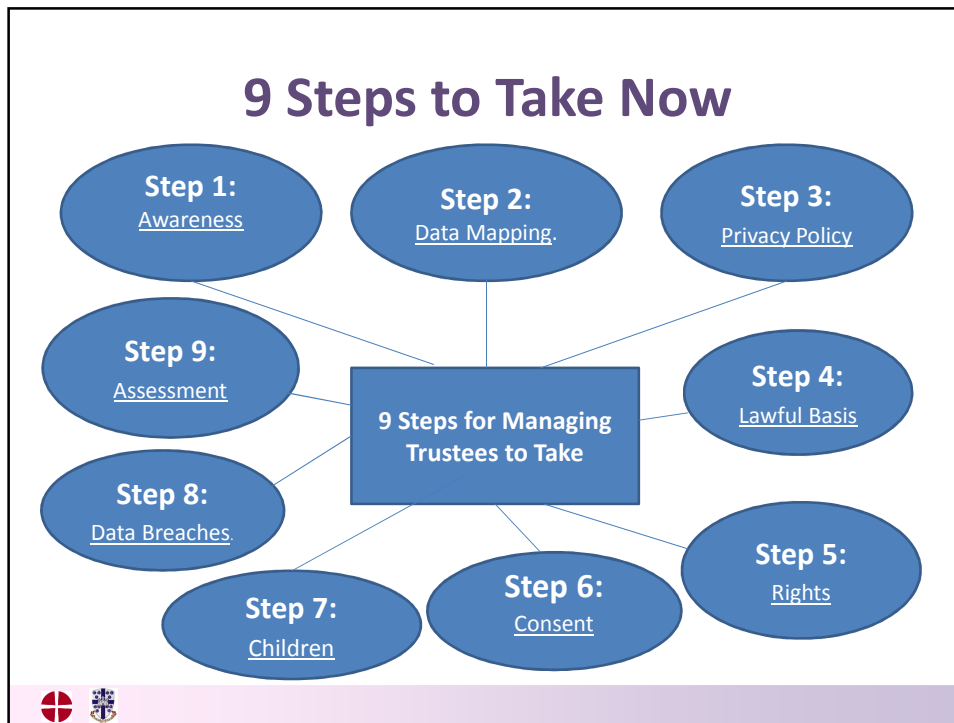 9 Steps to Take Now
Step 1:
Awareness
Step 2:
Data Mapping.
Step 3:
Privacy Policy
Step 9:
Assessment
9 Steps for Managing
Trustees to Take
Step 4:
Lawful Basis
Step 8:
Data Breaches.
Step 5:
Rights
Step 7:
Children
Step 6:
Consent